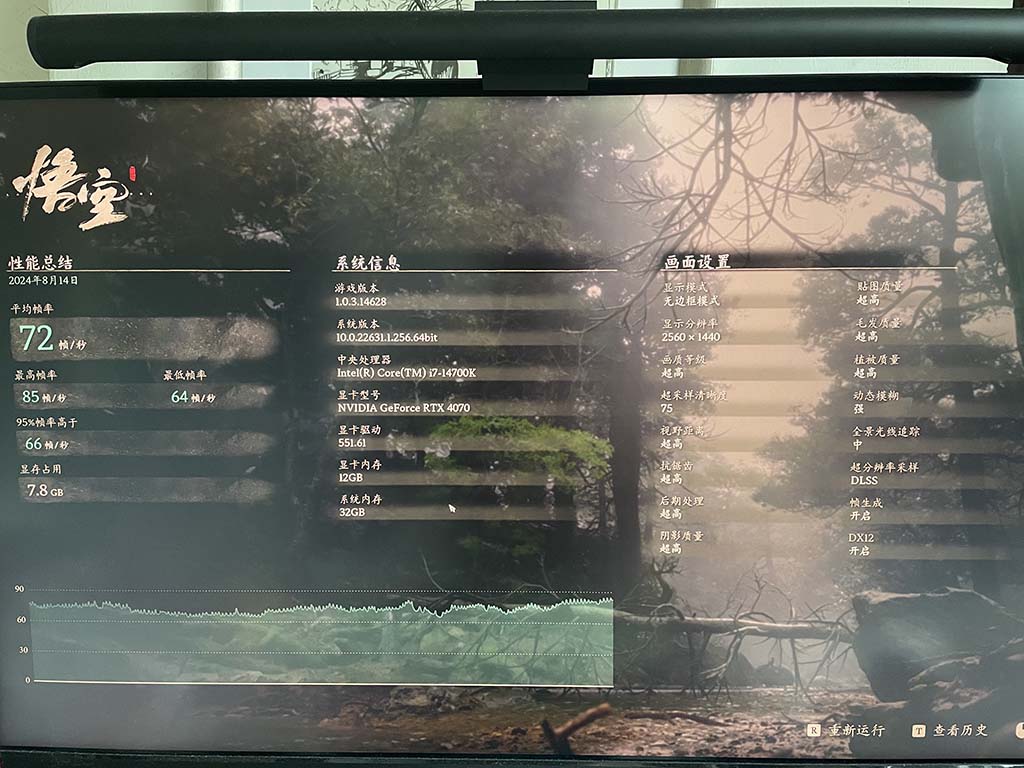 悟空
性能总结
2024年8月14日
平均帧率
72 帧/秒
最高帧率 最低帧率
85 帧/秒 64 帧/秒
95%帧率高于
66 帧/秒
显存占用
7.8 GB
系统信息
游戏版本
1.0.3.14628
系统版本
10.0.22631.1.256.64bit
中央处理器
Intel(R) Core(TM) i7-14700K
显卡型号
NVIDIA GeForce RTX 4070
显卡驱动
551.61
显卡内存
12GB
系统内存
32GB
画面设置
显示模式
无边框模式
显示分辨率
2560 × 1440
画质等级
超高
超采样清晰度
75
视野距离
超高
抗锯齿
超高
后期处理
超高
阴影质量
超高
贴图质量
超高
毛发质量
超高
植被质量
超高
动态模糊
强
全景光线追踪
中
超分辨率采样
DLSS
帧生成
开启
DX12
开启
90
60
30
0
R 重新运行 T 查看历史